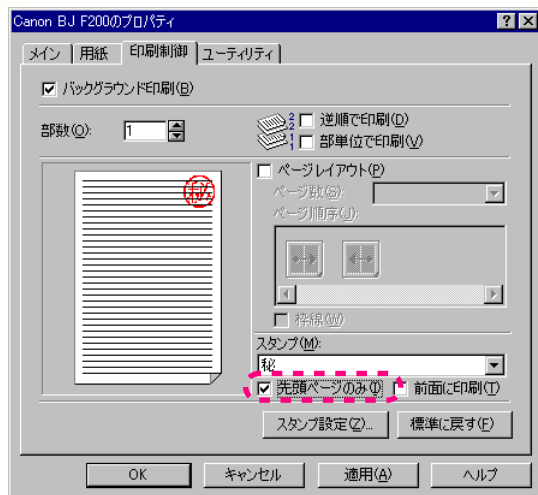 Canon BJ F200のプロパティ
メイン 用紙 印刷制御 ユーティリティ
バックグラウンド印刷(B)
部数(O): 1
逆順で印刷(D)
部単位で印刷(V)
2 2 1 1
秘
ページレイアウト(P)
ページ数(S):
ページ順序(J):
枠線(W)
スタンプ(M):
秘
先頭ページのみ(I) 前面に印刷(T)
スタンプ設定(Z)... 標準に戻す(F)
OK キャンセル 適用(A) ヘルプ